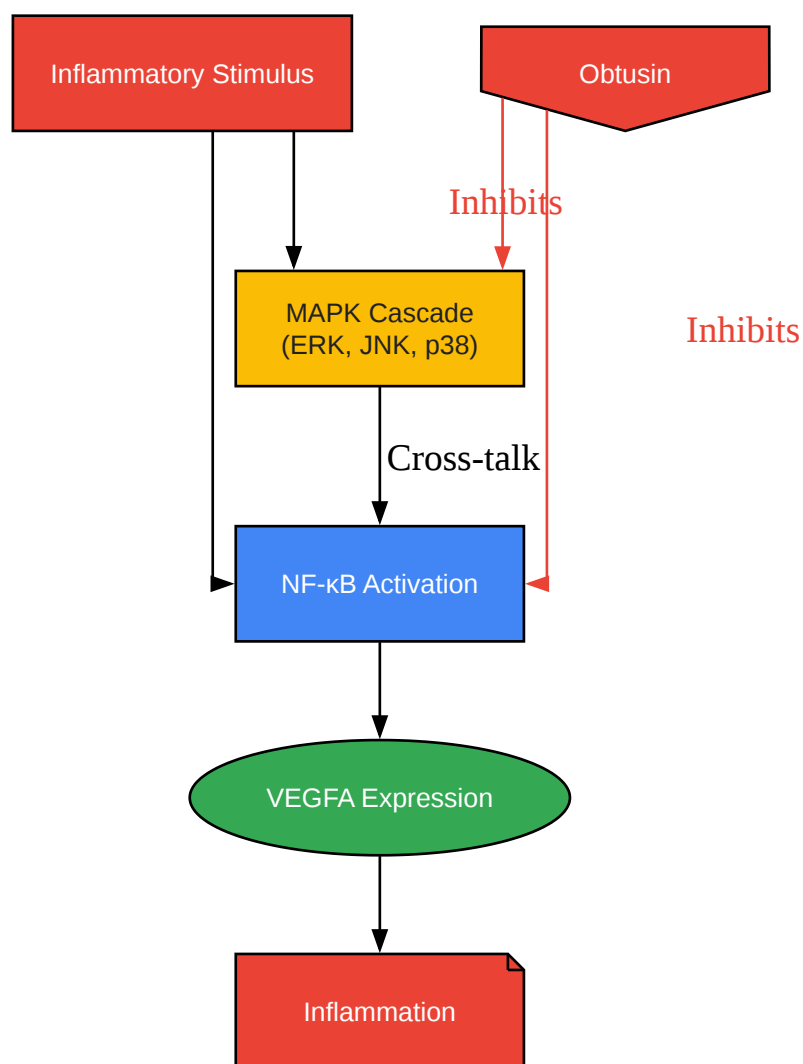 Inflammatory Stimulus
Obtusin
Inhibits
MAPK Cascade
(ERK, JNK, p38)
Inhibits
Cross-talk
NF-κB Activation
VEGFA Expression
Inflammation